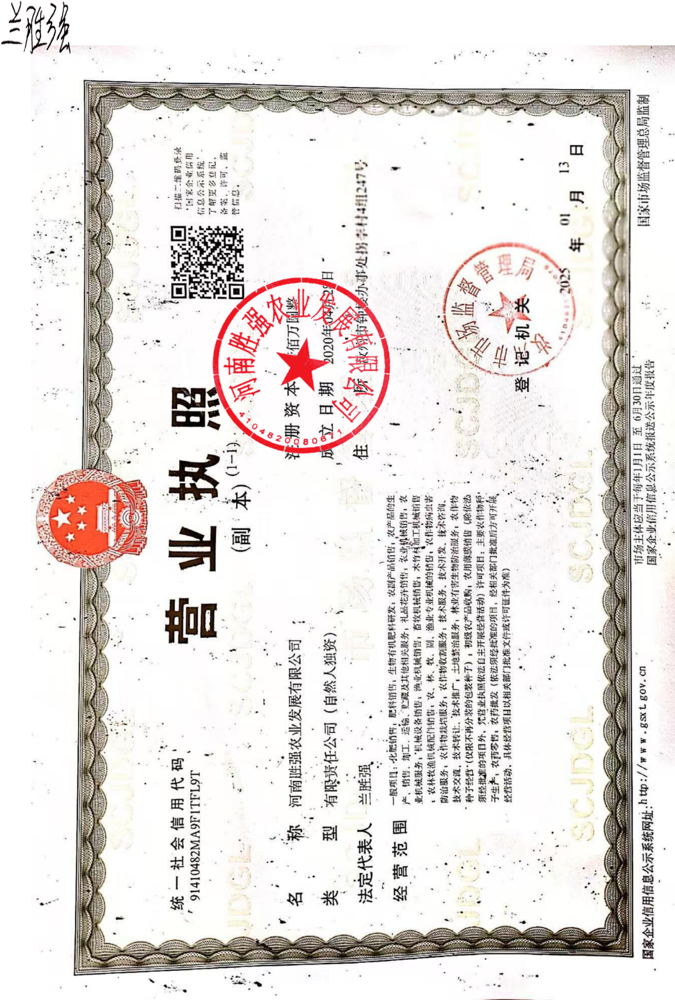 兰胜强
统一社会信用代码
91410482MA9F1TFL9T
营业执照
(副 本)(1-1)
扫描二维码登录
'国家企业信用
信息公示系统'
了解更多登记、
备案、许可、监
管信息。
名 称 河南胜强农业发展有限公司
类 型 有限责任公司（自然人独资）
法定代表人 兰胜强
经营范围
一般项目：化肥销售；肥料销售；生物有机肥料研发；农副产品销售；农产品的生
产、销售、加工、运输、贮藏及其他相关服务；礼品花卉销售；农业机械销售；农
业机械服务；机械设备销售；渔业机械销售；畜牧机械销售；木竹材加工机械销售
；农林牧渔机械配件销售；农、林、牧、副、渔业专业机械的销售；农作物病虫害
防治服务；农作物栽培服务；农作物收割服务；技术服务、技术开发、技术咨询、
技术交流、技术转让、技术推广；土地整治服务；林业有害生物防治服务；农作物
种子经营（仅限不再分装的包装种子）；初级农产品收购；农用薄膜销售（除依法
须经批准的项目外，凭营业执照依法自主开展经营活动）许可项目：主要农作物种
子生产；农药零售；农药批发（依法须经批准的项目，经相关部门批准后方可开展
经营活动，具体经营项目以相关部门批准文件或许可证件为准）
注册资本 佰万圆整
成立日期 2020年04月28日
住 所 汝州市钟楼办事处拐李村4组1247号
河南胜强农业发展有限公司
4104820080671
登记机关
市场监督管理局
2025年01月13日
国家企业信用信息公示系统网址：http://www.gsxt.gov.cn
市场主体应当于每年1月1日 至 6月30日通过
国家企业信用信息公示系统报送公示年度报告
国家市场监督管理总局监制
SCJDGL